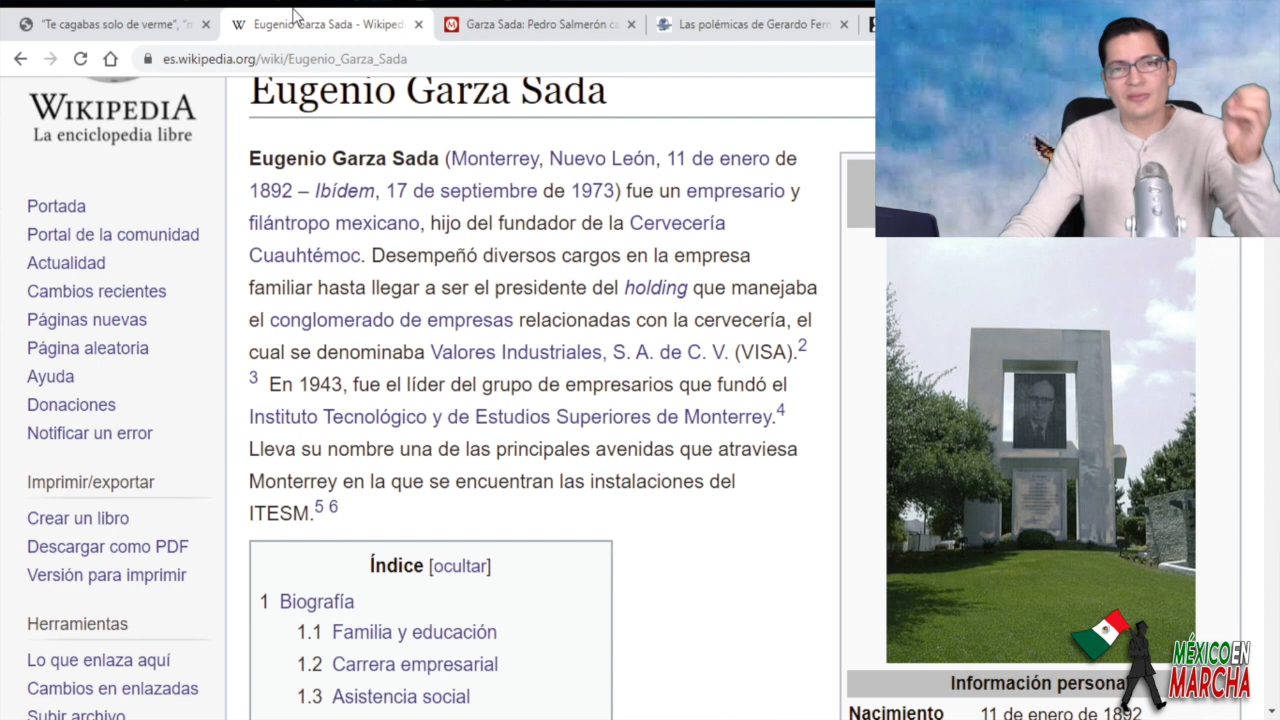 "Te cagabas solo de verme", "n
Eugenio Garza Sada - Wikiped
Garza Sada: Pedro Salmerón ca
Las polémicas de Gerardo Fern
es.wikipedia.org/wiki/Eugenio_Garza_Sada
WIKIPEDIA
La enciclopedia libre
Portada
Portal de la comunidad
Actualidad
Cambios recientes
Páginas nuevas
Página aleatoria
Ayuda
Donaciones
Notificar un error
Imprimir/exportar
Crear un libro
Descargar como PDF
Versión para imprimir
Herramientas
Lo que enlaza aquí
Cambios en enlazadas
Subir archivo
Eugenio Garza Sada
Eugenio Garza Sada (Monterrey, Nuevo León, 11 de enero de
1892 – Ibídem, 17 de septiembre de 1973) fue un empresario y
filántropo mexicano, hijo del fundador de la Cervecería
Cuauhtémoc. Desempeñó diversos cargos en la empresa
familiar hasta llegar a ser el presidente del holding que manejaba
el conglomerado de empresas relacionadas con la cervecería, el
cual se denominaba Valores Industriales, S. A. de C. V. (VISA).2
3 En 1943, fue el líder del grupo de empresarios que fundó el
Instituto Tecnológico y de Estudios Superiores de Monterrey.4
Lleva su nombre una de las principales avenidas que atraviesa
Monterrey en la que se encuentran las instalaciones del
ITESM.5 6
Índice [ocultar]
1 Biografía
1.1 Familia y educación
1.2 Carrera empresarial
1.3 Asistencia social
Información persona
Nacimiento 11 de enero de 1892
MÉXICO EN
MARCHA